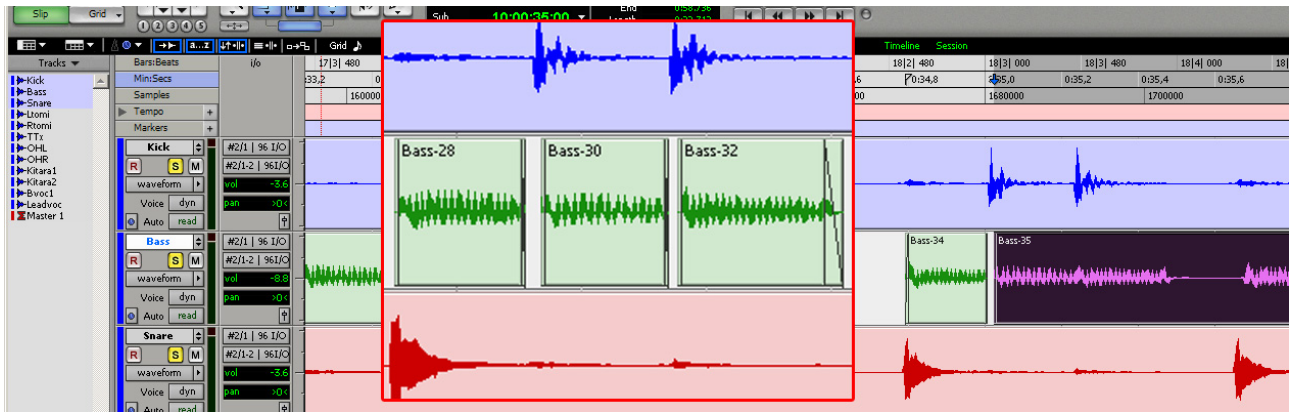 Slip
Grid
1 2 3 4 5
Sub
10:00:35:00
End
0:58.736
Length
a...z
Grid
Timeline
Session
Tracks
Kick
Bass
Snare
Ltomi
Rtomi
TTx
OHL
OHR
Kitara1
Kitara2
Bvoc1
Leadvoc
Master 1
Bars:Beats
i/o
17|3| 480
18|2| 480
18|3| 000
18|3| 480
18|4| 000
18|
Min:Secs
33,2
0:34,8
0:35,0
0:35,2
0:35,4
0:35,6
Samples
160000
1680000
1700000
Tempo
+
Markers
+
Kick
#2/1 | 96 I/O
R S M
#2/1-2 | 96I/O
waveform
vol -3.6
Voice dyn
pan >0<
Auto read
Bass
#2/1 | 96 I/O
R S M
#2/1-2 | 96I/O
waveform
vol -8.8
Voice dyn
pan >0<
Auto read
Snare
#2/1 | 96 I/O
R S M
#2/1-2 | 96I/O
waveform
vol -3.6
Voice dyn
pan >0<
Auto read
Bass-28
Bass-30
Bass-32
Bass-34
Bass-35